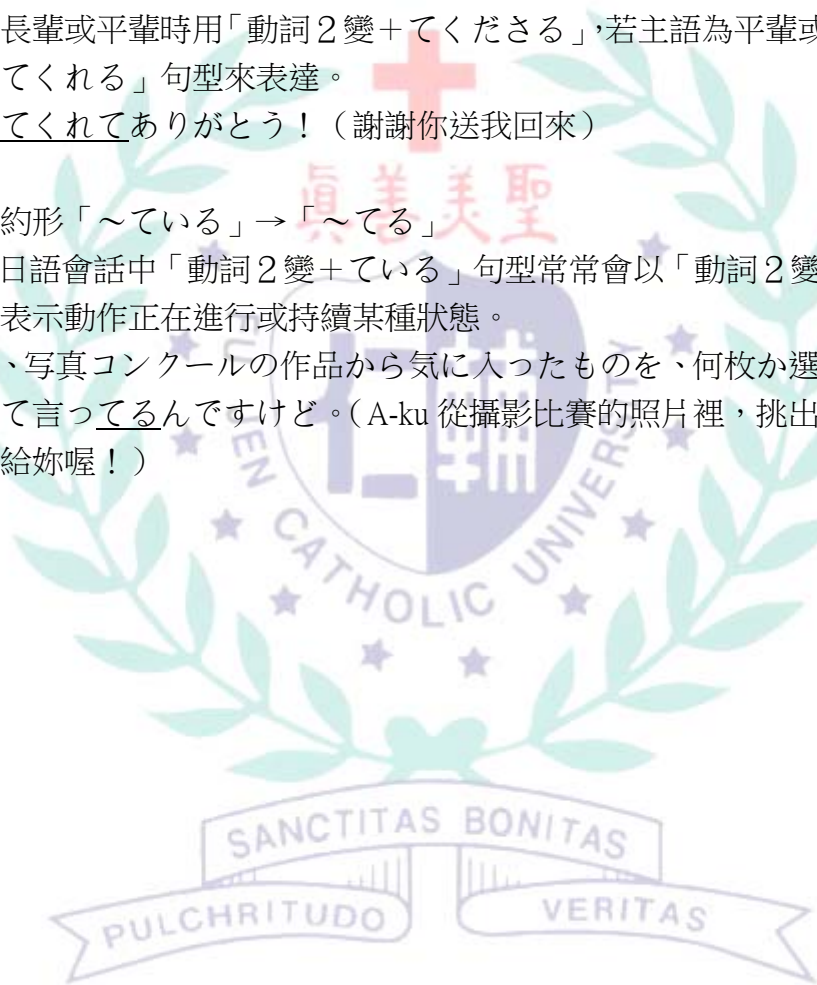 長輩或平輩時用「動詞２變＋てくださる」，若主語為平輩或
てくれる」句型來表達。
てくれてありがとう！（謝謝你送我回來）
眞善美聖
約形「～ている」→「～てる」
日語會話中「動詞２變＋ている」句型常常會以「動詞２變
表示動作正在進行或持續某種狀態。
、写真コンクールの作品から気に入ったものを、何枚か選
て言ってるんですけど。（A-ku 從攝影比賽的照片裡，挑出
給妳喔！）
仁輔
CATHOLIC UNIVERSITY
SANCTITAS BONITAS
PULCHRITUDO VERITAS